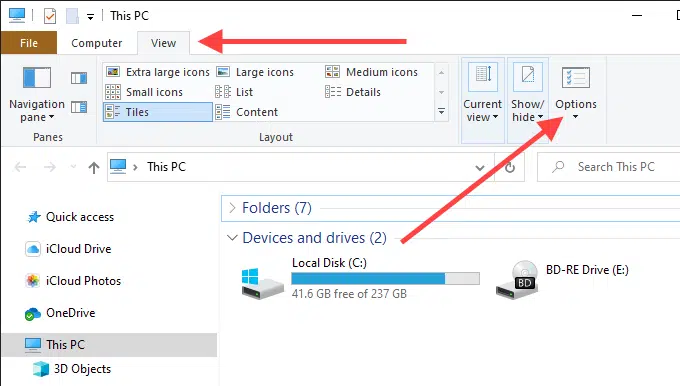 This PC
File Computer View
Extra large icons Large icons Medium icons
Small icons List Details
Tiles Content
Navigation pane
Current view
Show/ hide
Options
Panes Layout
This PC Search This PC
Quick access
iCloud Drive
iCloud Photos
OneDrive
This PC
3D Objects
Folders (7)
Devices and drives (2)
Local Disk (C:)
41.6 GB free of 237 GB
BD-RE Drive (E:)
BD